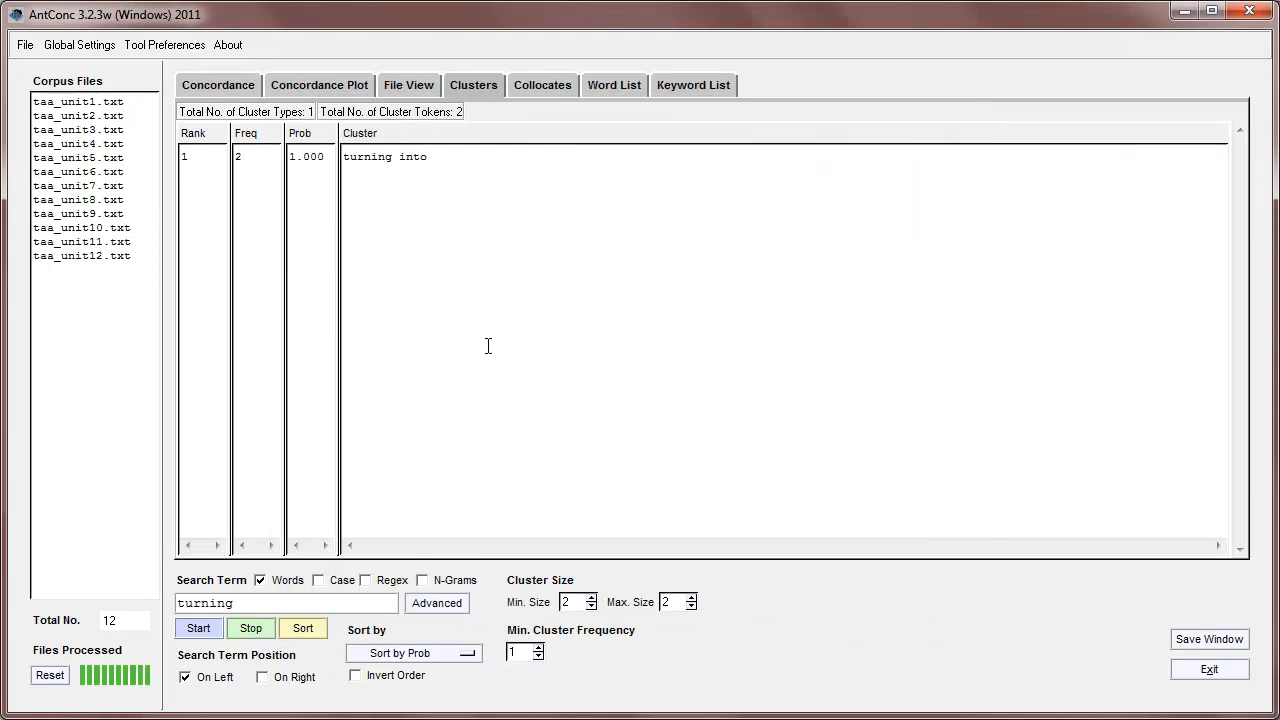 AntConc 3.2.3w (Windows) 2011
File Global Settings Tool Preferences About
Corpus Files
taa_unit1.txt
taa_unit2.txt
taa_unit3.txt
taa_unit4.txt
taa_unit5.txt
taa_unit6.txt
taa_unit7.txt
taa_unit8.txt
taa_unit9.txt
taa_unit10.txt
taa_unit11.txt
taa_unit12.txt
Total No. 12
Files Processed
Reset
Concordance Concordance Plot File View Clusters Collocates Word List Keyword List
Total No. of Cluster Types: 1 Total No. of Cluster Tokens: 2
Rank Freq Prob Cluster
1 2 1.000 turning into
Search Term Words Case Regex N-Grams
turning Advanced
Start Stop Sort
Search Term Position
On Left On Right
Sort by
Sort by Prob
Invert Order
Cluster Size
Min. Size 2 Max. Size 2
Min. Cluster Frequency
1
Save Window
Exit